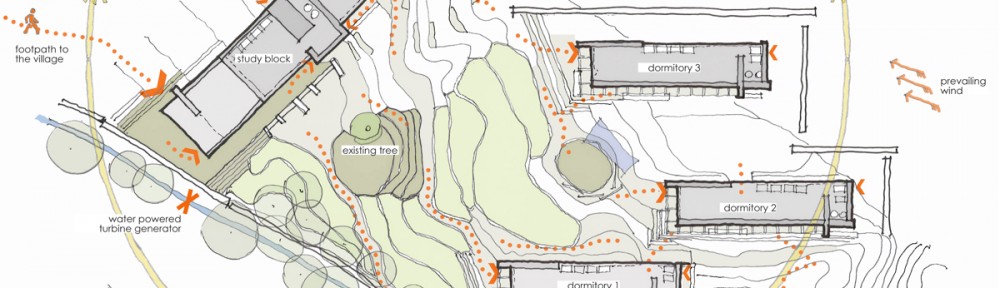 footpath to
the village
study block
dormitory 3
prevailing
wind
existing tree
dormitory 2
water powered
turbine generator
dormitory 1